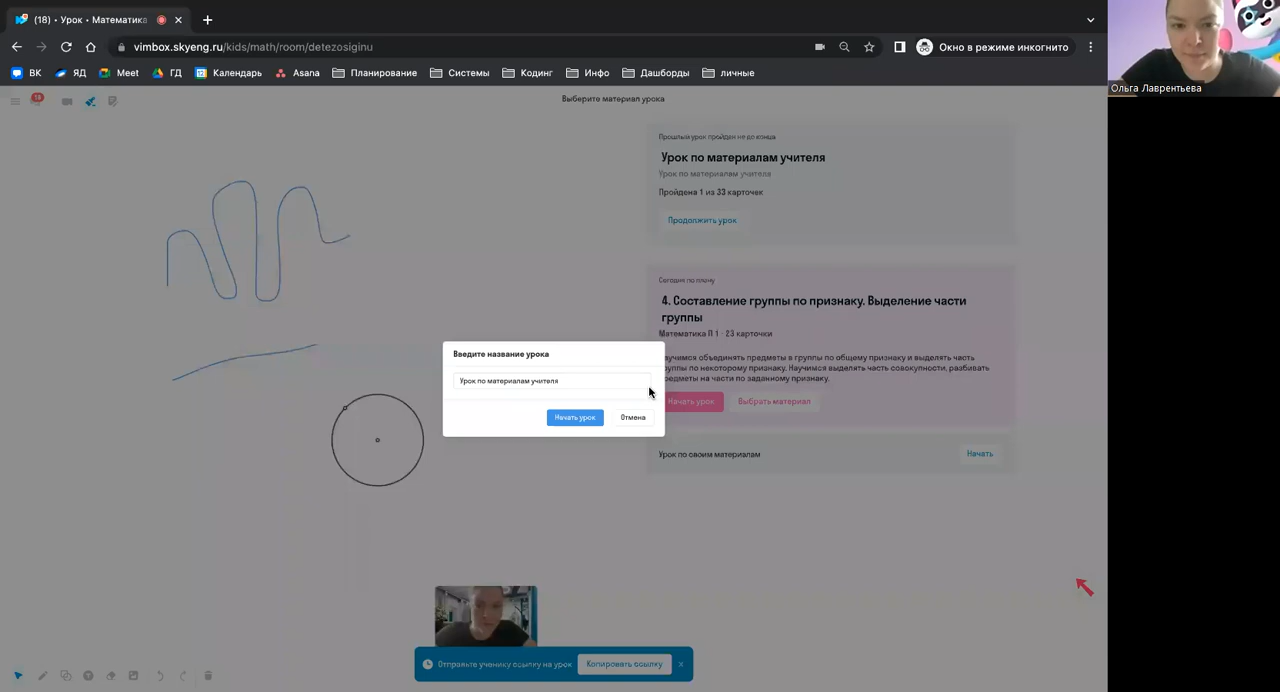 (18) • Урок • Математика
vimbox.skyeng.ru/kids/math/room/detezosiginu
Окно в режиме инкогнито
ВК
ЯД
Meet
ГД
Календарь
Asana
Планирование
Системы
Кодинг
Инфо
Дашборды
личные
Ольга Лаврентьева
18
Выберите материал урока
Прошлый урок пройден не до конца
Урок по материалам учителя
Урок по материалам учителя
Пройдена 1 из 33 карточек
Продолжить урок
Сегодня по плану
4. Составление группы по признаку. Выделение части
группы
Математика П 1 · 23 карточки
аучимся объединять предметы в группы по общему признаку и выделять часть
руппы по некоторому признаку. Научимся выделять часть совокупности, разбивать
редметы на части по заданному признаку.
Начать урок
Выбрать материал
Урок по своим материалам
Начать
Введите название урока
Урок по материалам учителя
Начать урок
Отмена
Отправьте ученику ссылку на урок
Копировать ссылку